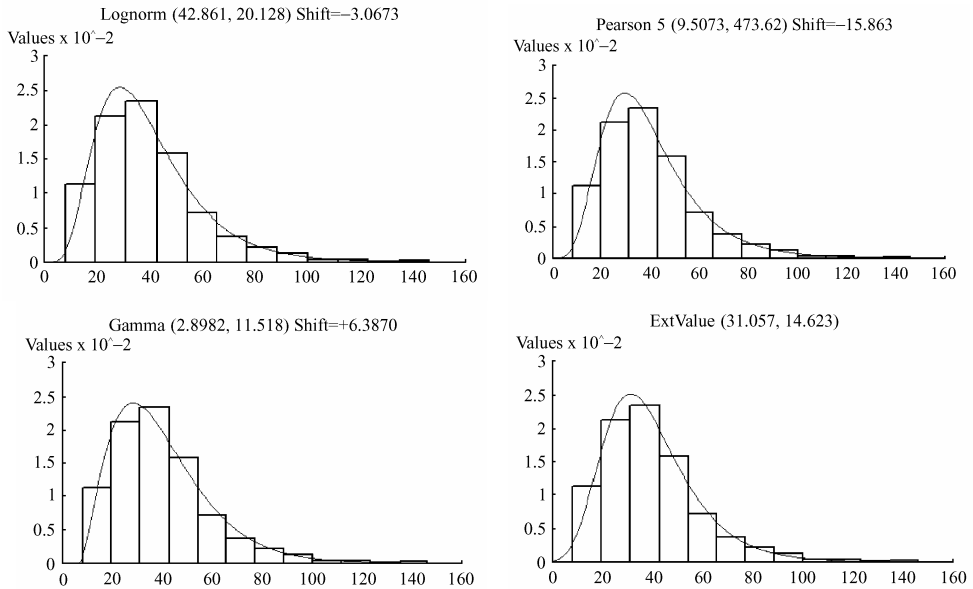 Lognorm (42.861, 20.128) Shift=–3.0673
Values x 10^–2
3
2.5
2
1.5
1
0.5
0
0 20 40 60 80 100 120 140 160
Pearson 5 (9.5073, 473.62) Shift=–15.863
Values x 10^–2
3
2.5
2
1.5
1
0.5
0
0 20 40 60 80 100 120 140 160
Gamma (2.8982, 11.518) Shift=+6.3870
Values x 10^–2
3
2.5
2
1.5
1
0.5
0
0 20 40 60 80 100 120 140 160
ExtValue (31.057, 14.623)
Values x 10^–2
3
2.5
2
1.5
1
0.5
0
0 20 40 60 80 100 120 140 160